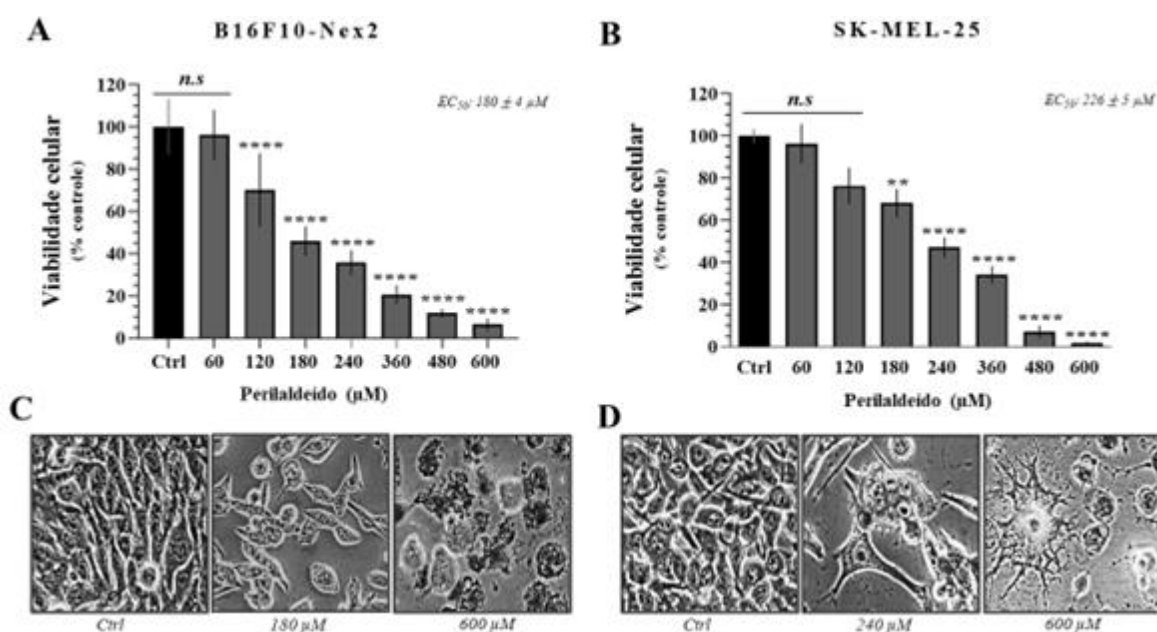 A
B16F10-Nex2
n.s
EC50: 180 ± 4 µM
120
100
80
60
40
20
0
Viabilidade celular
(% controle)
****
****
****
****
****
****
Ctrl 60 120 180 240 360 480 600
Perilaldeído (µM)
B
SK-MEL-25
n.s
EC50: 226 ± 5 µM
120
100
80
60
40
20
0
Viabilidade celular
(% controle)
**
****
****
****
****
Ctrl 60 120 180 240 360 480 600
Perilaldeído (µM)
C
Ctrl 180 µM 600 µM
D
Ctrl 240 µM 600 µM